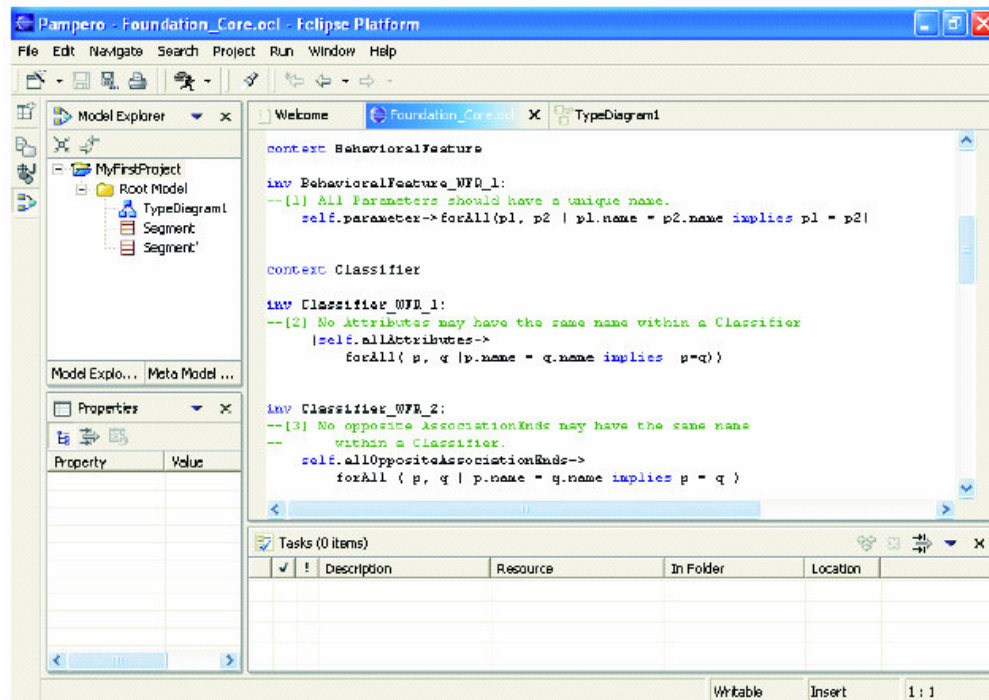 Pampero - Foundation_Core.ocl - Eclipse Platform
File Edit Navigate Search Project Run Window Help
Model Explorer
Welcome
Foundation_Core.ocl
TypeDiagram1
MyFirstProject
Root Model
TypeDiagram1
Segment
Segment'
Model Explo... Meta Model ...
context BehavioralFeature
inv BehavioralFeature_WFR_1:
--[1] All Parameters should have a unique name.
self.parameter->forAll(p1, p2 | p1.name = p2.name implies p1 = p2)
context Classifier
inv Classifier_WFR_1:
--[2] No Attributes may have the same name within a Classifier
|self.allAttributes->
forAll( p, q |p.name = q.name implies p=q))
inv Classifier_WFR_2:
--[3] No opposite AssociationEnds may have the same name
-- within a Classifier.
self.allOppositeAssociationEnds->
forAll ( p, q | p.name = q.name implies p = q )
Properties
Property Value
Tasks (0 items)
! Description Resource In Folder Location
Writable Insert 1 : 1